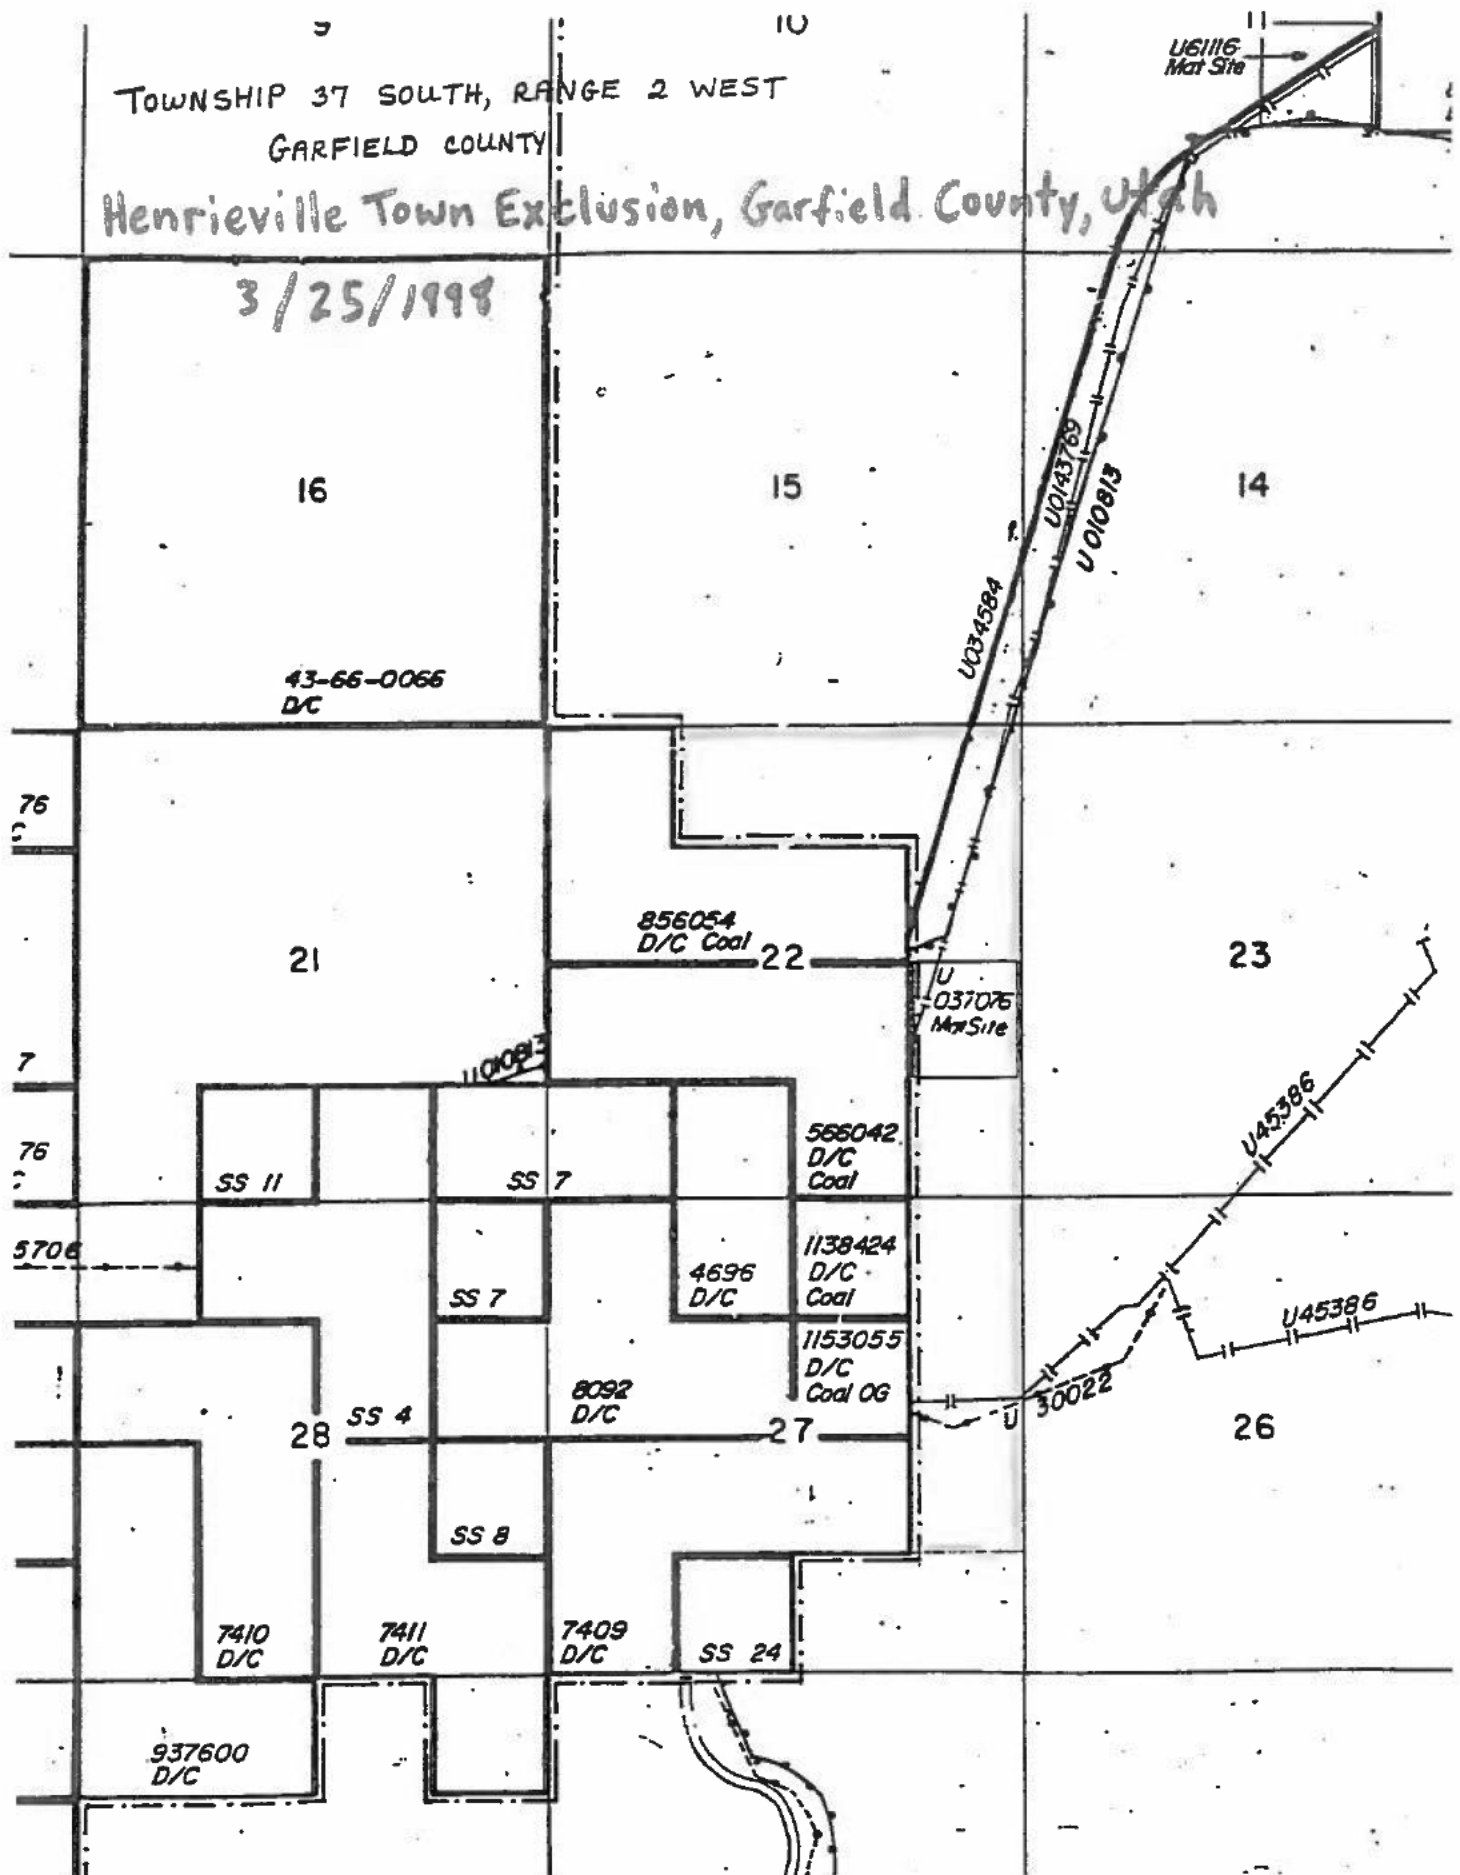 9
10
11
U61116
Mat Site
TOWNSHIP 37 SOUTH, RANGE 2 WEST
GARFIELD COUNTY
Henrieville Town Exclusion, Garfield County, Utah
3/25/1998
16
15
14
U0143769
U010813
U034584
43-66-0066
D/C
76
21
856054
D/C Coal
22
23
U
037076
Mat Site
7
U010813
U45386
76
566042
D/C
Coal
SS 11
SS 7
5706
1138424
D/C
Coal
4696
D/C
SS 7
U45386
1153055
D/C
Coal OG
8092
D/C
SS 4
28
27
U 30022
26
SS 8
7410
D/C
7411
D/C
7409
D/C
SS 24
937600
D/C